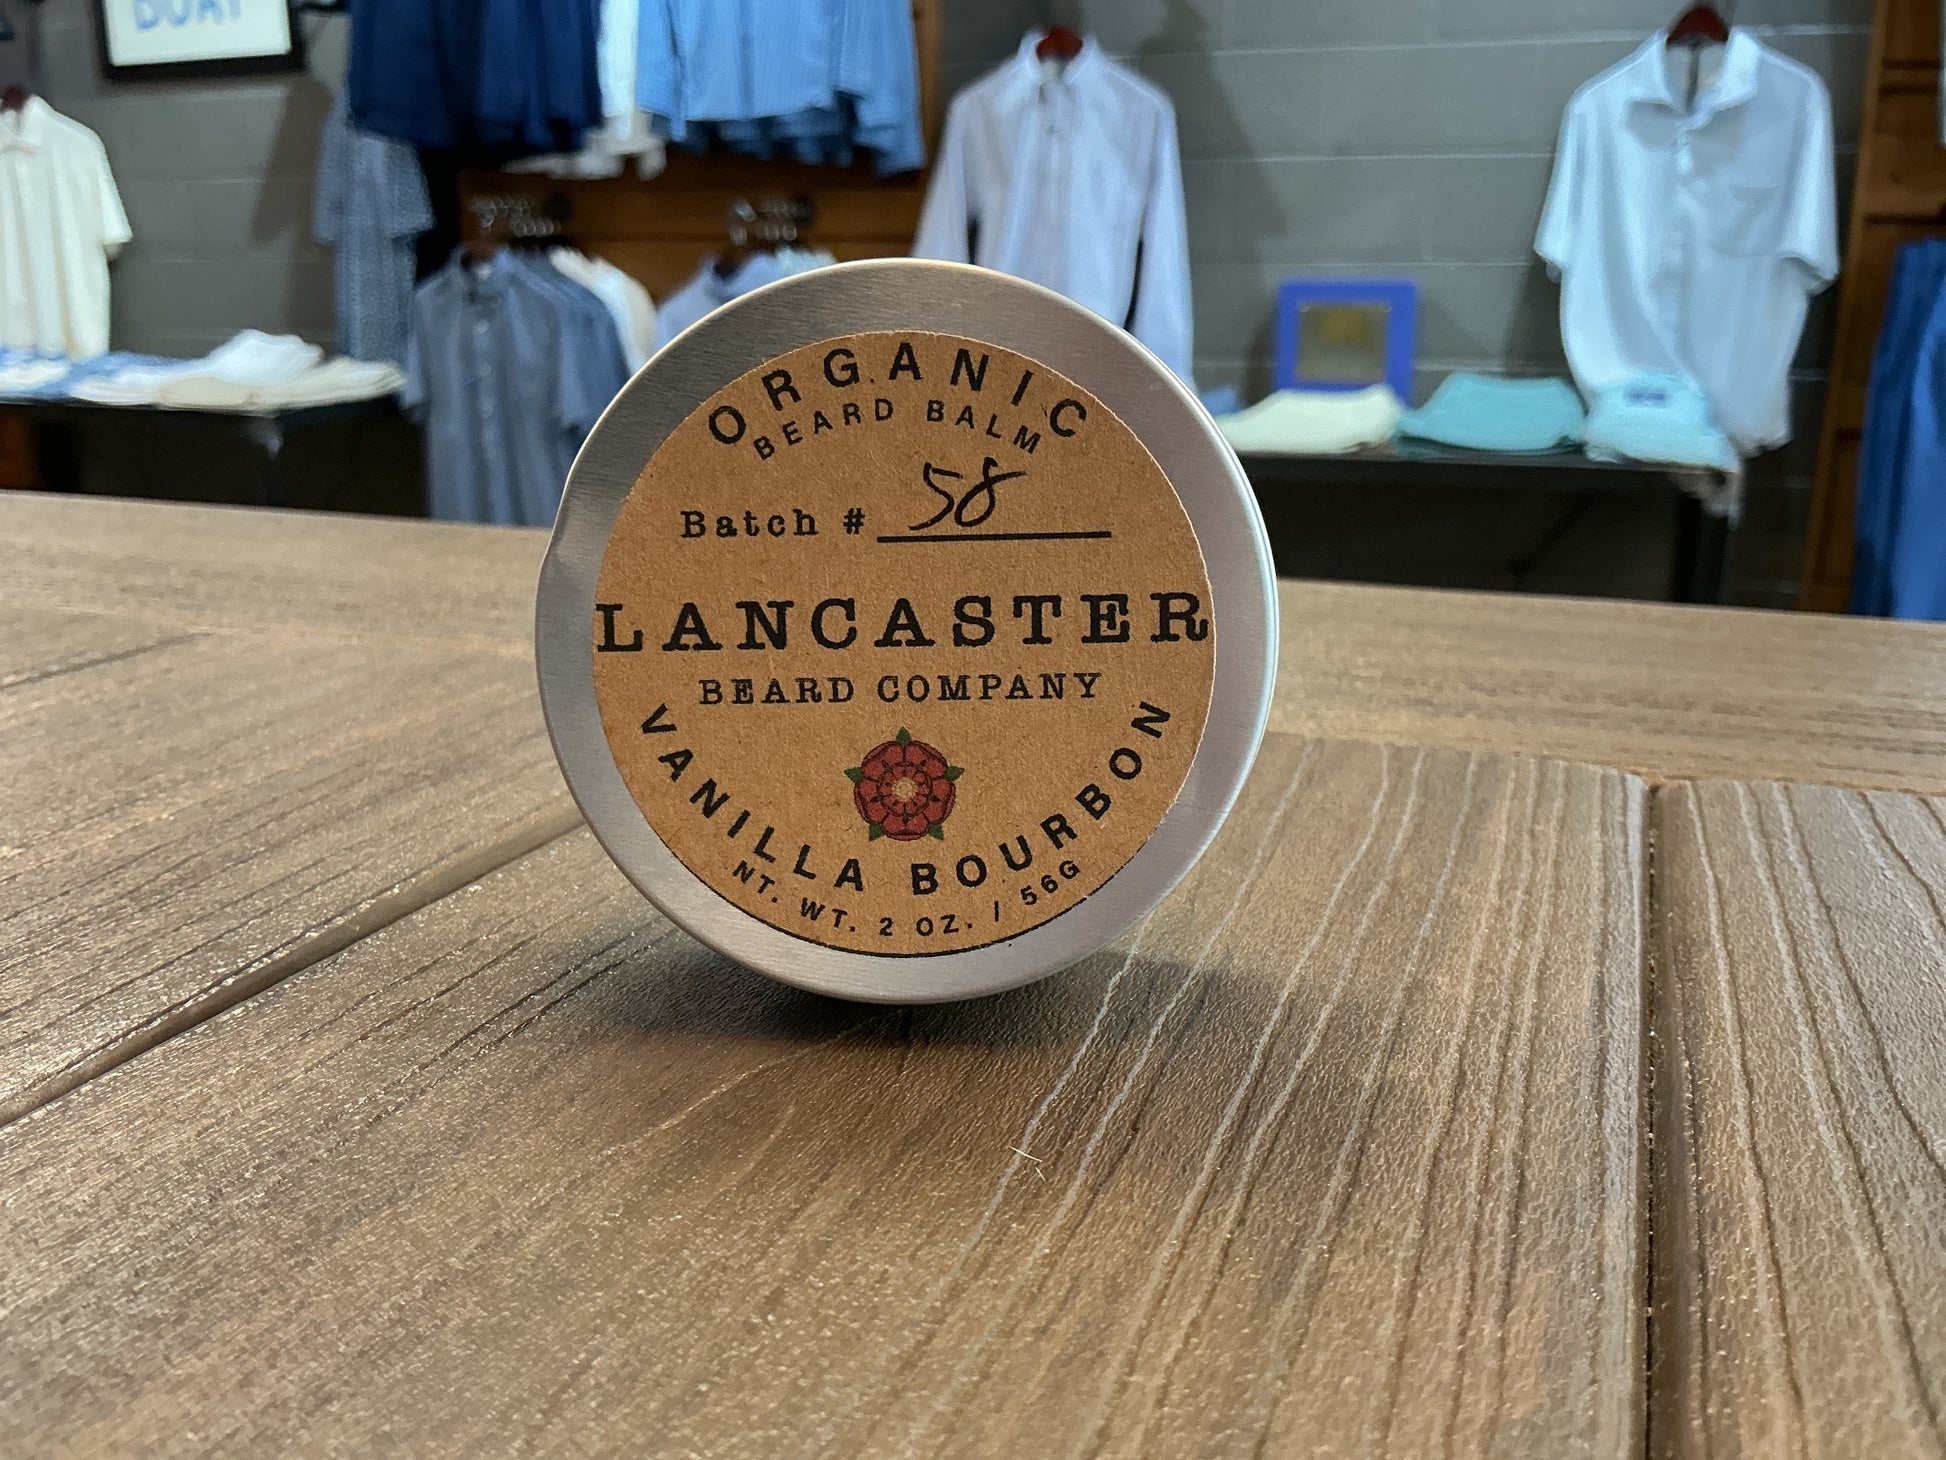 ORGANIC
BEARD BALM
Batch # 58
LANCASTER
BEARD COMPANY
VANILLA BOURBON
NT. WT. 2 OZ. / 56G